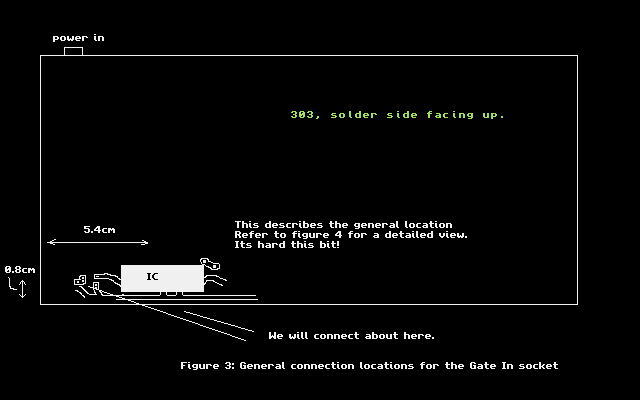 power in
303, solder side facing up.
This describes the general location
Refer to figure 4 for a detailed view.
Its hard this bit!
5.4cm
0.8cm
IC
We will connect about here.
Figure 3: General connection locations for the Gate In socket